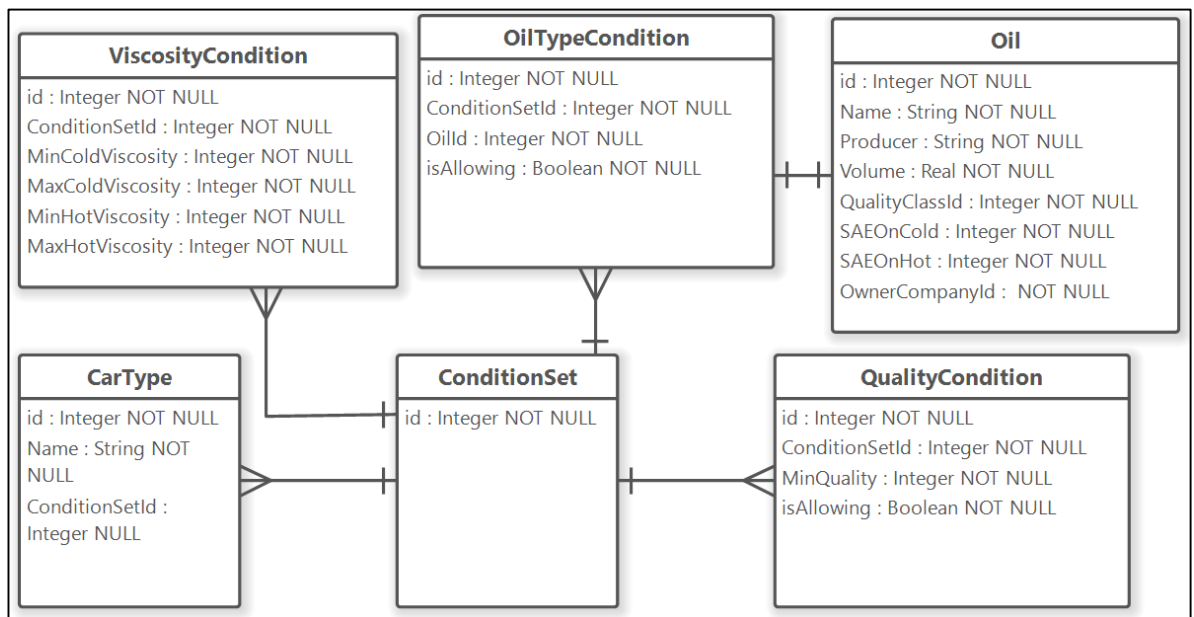 ViscosityCondition
id : Integer NOT NULL
ConditionSetId : Integer NOT NULL
MinColdViscosity : Integer NOT NULL
MaxColdViscosity : Integer NOT NULL
MinHotViscosity : Integer NOT NULL
MaxHotViscosity : Integer NOT NULL
OilTypeCondition
id : Integer NOT NULL
ConditionSetId : Integer NOT NULL
OilId : Integer NOT NULL
isAllowing : Boolean NOT NULL
Oil
id : Integer NOT NULL
Name : String NOT NULL
Producer : String NOT NULL
Volume : Real NOT NULL
QualityClassId : Integer NOT NULL
SAEOnCold : Integer NOT NULL
SAEOnHot : Integer NOT NULL
OwnerCompanyId :  NOT NULL
CarType
id : Integer NOT NULL
Name : String NOT
NULL
ConditionSetId :
Integer NULL
ConditionSet
id : Integer NOT NULL
QualityCondition
id : Integer NOT NULL
ConditionSetId : Integer NOT NULL
MinQuality : Integer NOT NULL
isAllowing : Boolean NOT NULL